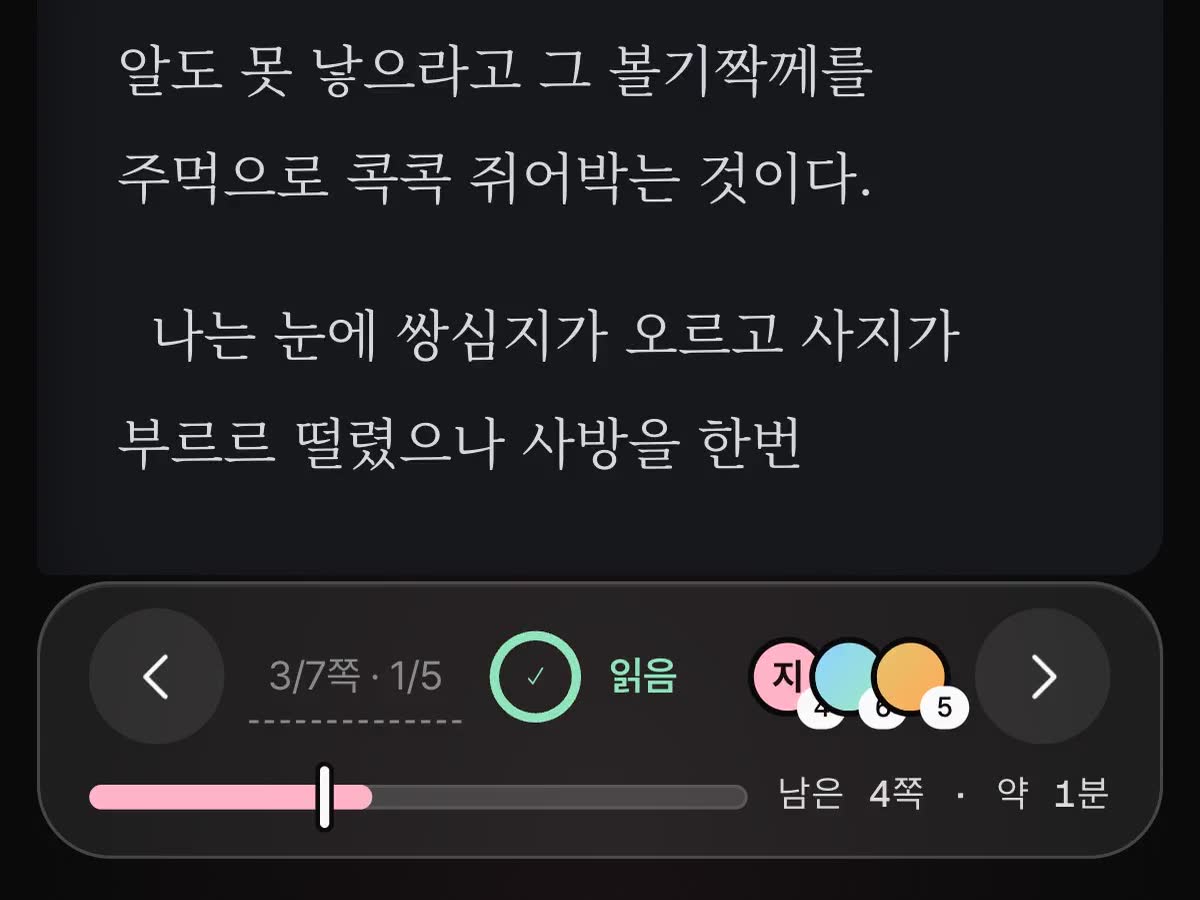 알도 못 낳으라고 그 볼기짝께를
주먹으로 콕콕 쥐어박는 것이다.
나는 눈에 쌍심지가 오르고 사지가
부르르 떨렸으나 사방을 한번
3/7쪽 · 1/5
✓
읽음
지
4
6
5
남은 4쪽 · 약 1분